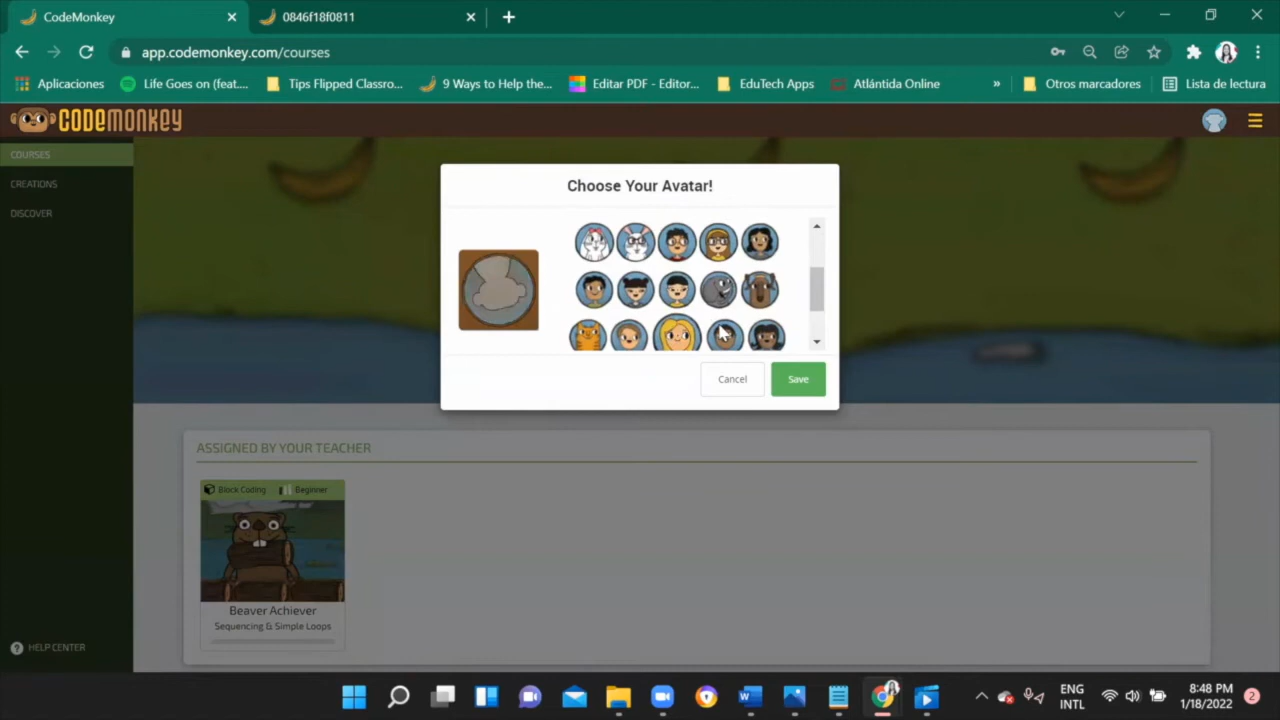 CodeMonkey
0846f18f0811
app.codemonkey.com/courses
Aplicaciones
Life Goes on (feat....
Tips Flipped Classro...
9 Ways to Help the...
Editar PDF - Editor...
EduTech Apps
Atlántida Online
»
Otros marcadores
Lista de lectura
CODEMONKEY
COURSES
CREATIONS
DISCOVER
Choose Your Avatar!
Cancel
Save
ASSIGNED BY YOUR TEACHER
Block Coding
Beginner
Beaver Achiever
Sequencing & Simple Loops
HELP CENTER
ENG
INTL
8:48 PM
1/18/2022
2